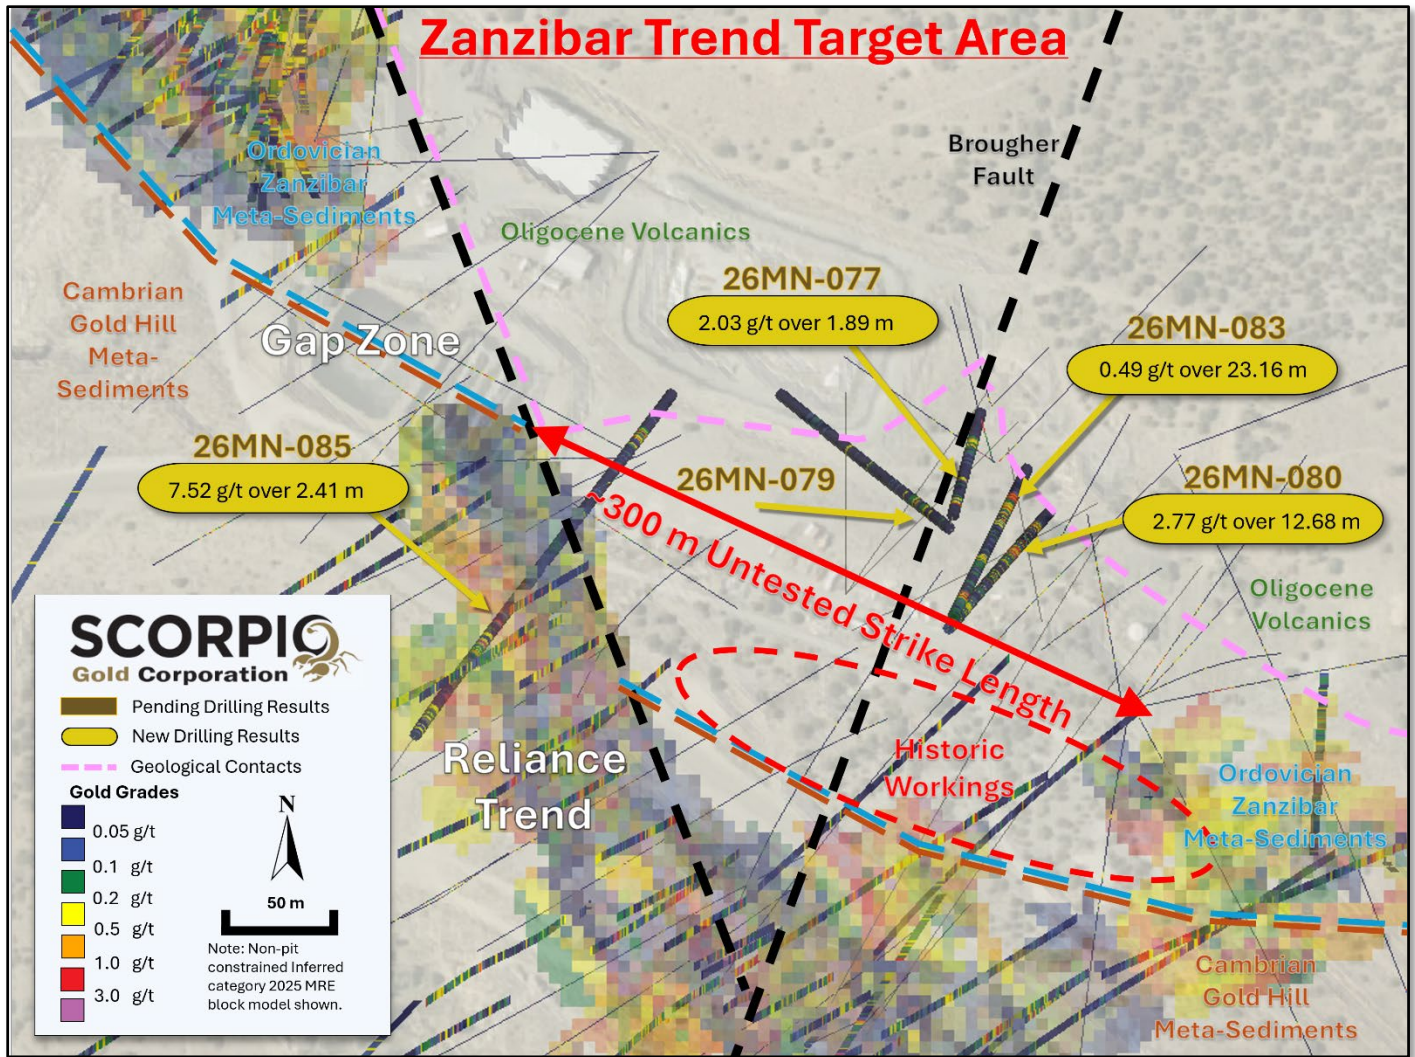 Zanzibar Trend Target Area
Brougher
Fault
Ordovician
Zanzibar
Meta-Sediments
Oligocene Volcanics
Cambrian
Gold Hill
Meta-
Sediments
Gap Zone
26MN-077
2.03 g/t over 1.89 m
26MN-083
0.49 g/t over 23.16 m
26MN-085
7.52 g/t over 2.41 m
26MN-079
26MN-080
2.77 g/t over 12.68 m
~300 m Untested Strike Length
Oligocene
Volcanics
Reliance
Trend
Historic
Workings
Ordovician
Zanzibar
Meta-Sediments
Cambrian
Gold Hill
Meta-Sediments
SCORPIO
Gold Corporation
Pending Drilling Results
New Drilling Results
Geological Contacts
Gold Grades
0.05 g/t
0.1 g/t
0.2 g/t
0.5 g/t
1.0 g/t
3.0 g/t
N
50 m
Note: Non-pit
constrained Inferred
category 2025 MRE
block model shown.